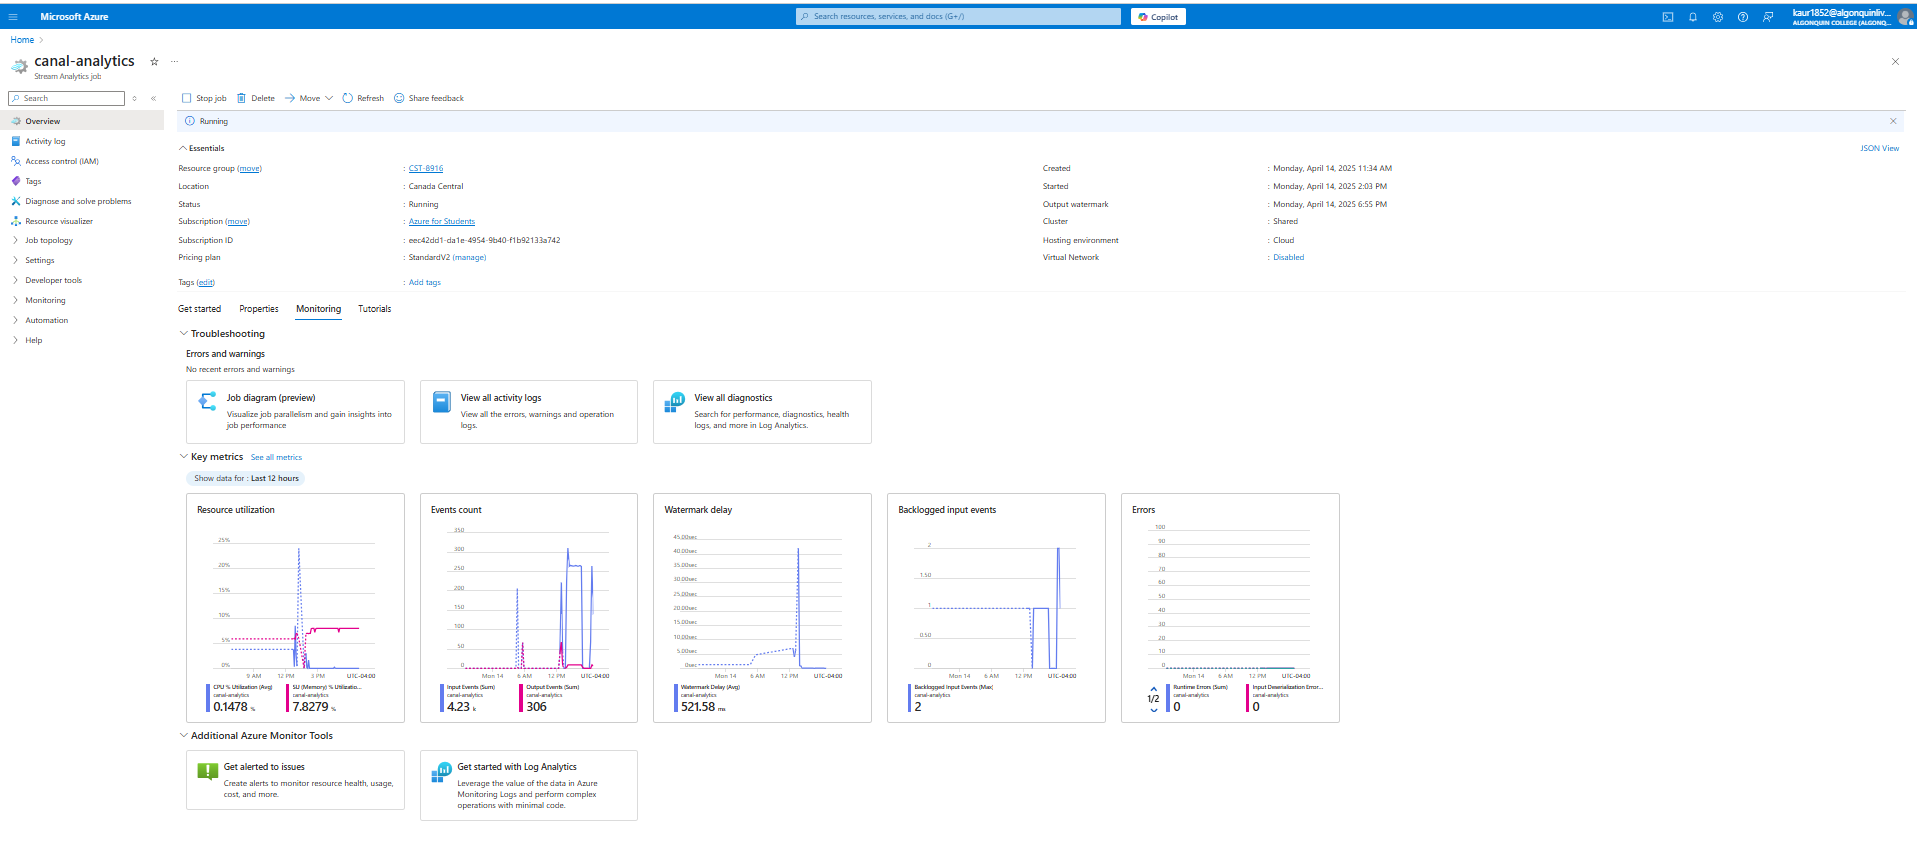 Microsoft Azure
Search resources, services, and docs (G+/)
Copilot
kaur1852@algonquinliv...
ALGONQUIN COLLEGE (ALGONQ...
Home
canal-analytics
Stream Analytics job
Search
Overview
Activity log
Access control (IAM)
Tags
Diagnose and solve problems
Resource visualizer
Job topology
Settings
Developer tools
Monitoring
Automation
Help
Stop job Delete Move Refresh Share feedback
Running
Essentials
JSON View
Resource group (move) : CST-8916
Location : Canada Central
Status : Running
Subscription (move) : Azure for Students
Subscription ID : eec42dd1-da1e-4954-9b40-f1b92133a742
Pricing plan : StandardV2 (manage)
Tags (edit) : Add tags
Created : Monday, April 14, 2025 11:34 AM
Started : Monday, April 14, 2025 2:03 PM
Output watermark : Monday, April 14, 2025 6:55 PM
Cluster : Shared
Hosting environment : Cloud
Virtual Network : Disabled
Get started Properties Monitoring Tutorials
Troubleshooting
Errors and warnings
No recent errors and warnings
Job diagram (preview)
Visualize job parallelism and gain insights into
job performance
View all activity logs
View all the errors, warnings and operation
logs.
View all diagnostics
Search for performance, diagnostics, health
logs, and more in Log Analytics.
Key metrics See all metrics
Show data for : Last 12 hours
Resource utilization
25%
20%
15%
10%
5%
0%
9 AM 12 PM 3 PM UTC-04:00
CPU % Utilization (Avg)
canal-analytics
0.1478 %
SU (Memory) % Utilizatio...
canal-analytics
7.8279 %
Events count
350
300
250
200
150
100
50
0
Mon 14 6 AM 12 PM UTC-04:00
Input Events (Sum)
canal-analytics
4.23 k
Output Events (Sum)
canal-analytics
306
Watermark delay
45.00sec
40.00sec
35.00sec
30.00sec
25.00sec
20.00sec
15.00sec
10.00sec
5.00sec
0sec
Mon 14 6 AM 12 PM UTC-04:00
Watermark Delay (Avg)
canal-analytics
521.58 ms
Backlogged input events
2
1.50
1
0.50
0
Mon 14 6 AM 12 PM UTC-04:00
Backlogged Input Events (Max)
canal-analytics
2
Errors
100
90
80
70
60
50
40
30
20
10
0
Mon 14 6 AM 12 PM UTC-04:00
1/2
Runtime Errors (Sum)
canal-analytics
0
Input Deserialization Error...
canal-analytics
0
Additional Azure Monitor Tools
Get alerted to issues
Create alerts to monitor resource health, usage,
cost, and more.
Get started with Log Analytics
Leverage the value of the data in Azure
Monitoring Logs and perform complex
operations with minimal code.